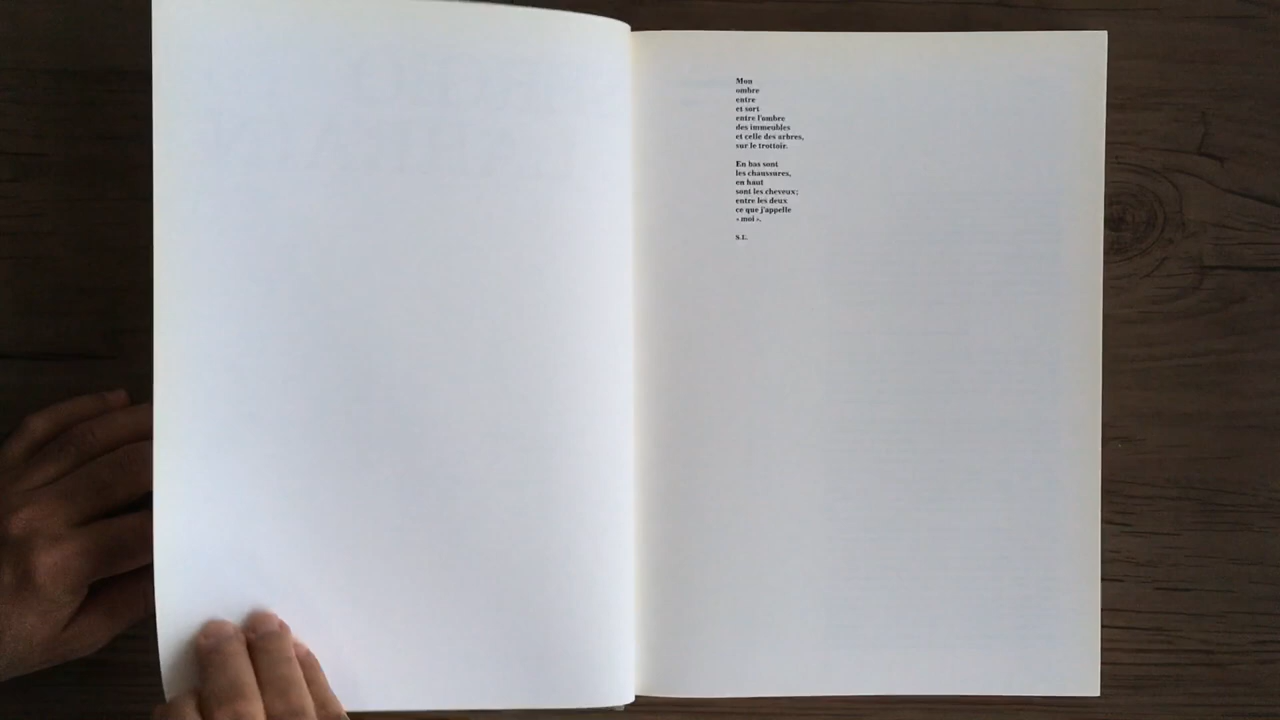 Mon
ombre
entre
et sort
entre l'ombre
des immeubles
et celle des arbres,
sur le trottoir.
En bas sont
les chaussures,
en haut
sont les cheveux;
entre les deux
ce que j'appelle
« moi ».
S.L.